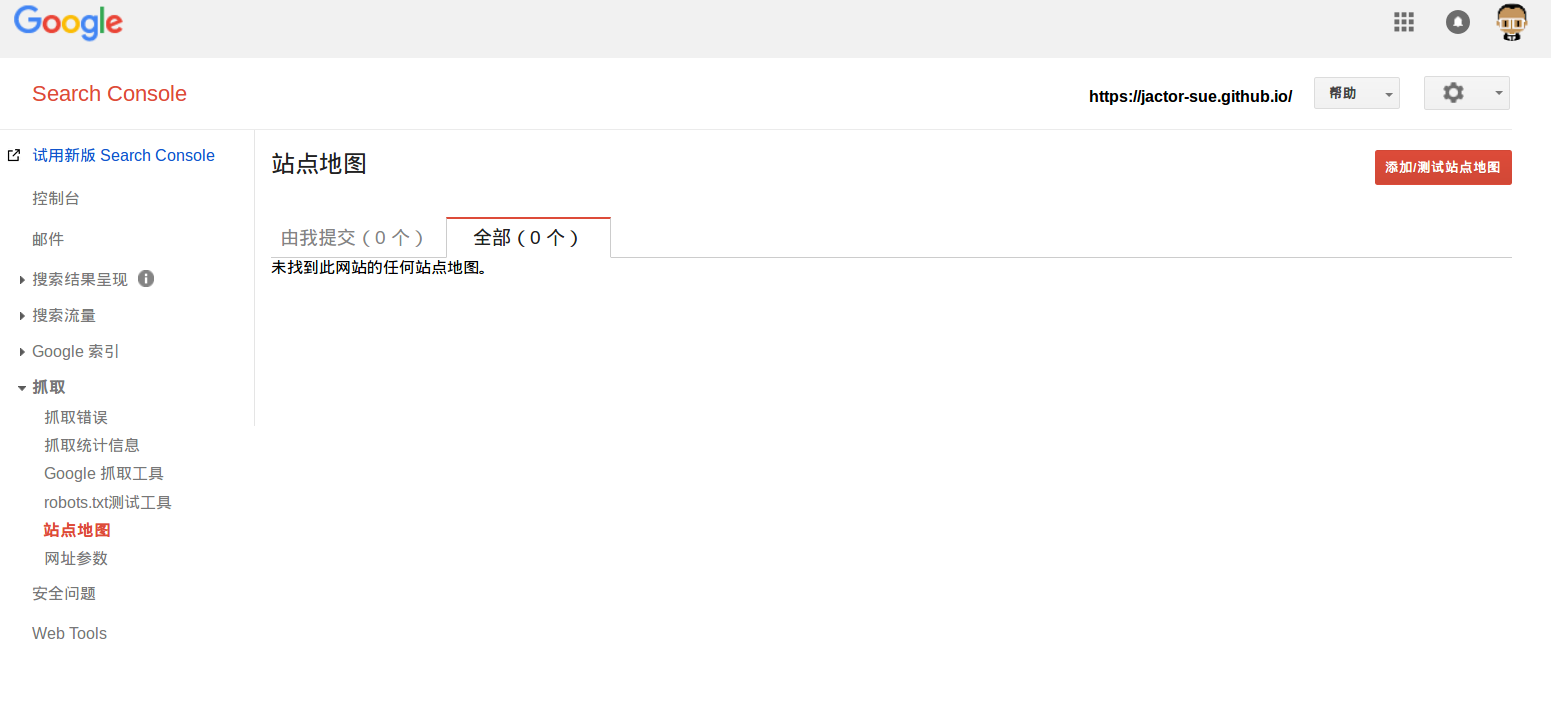 Google
Search Console
https://jactor-sue.github.io/
帮助
试用新版 Search Console
控制台
邮件
搜索结果呈现
搜索流量
Google 索引
抓取
抓取错误
抓取统计信息
Google 抓取工具
robots.txt测试工具
站点地图
网址参数
安全问题
Web Tools
站点地图
添加/测试站点地图
由我提交（0 个）
全部（0 个）
未找到此网站的任何站点地图。